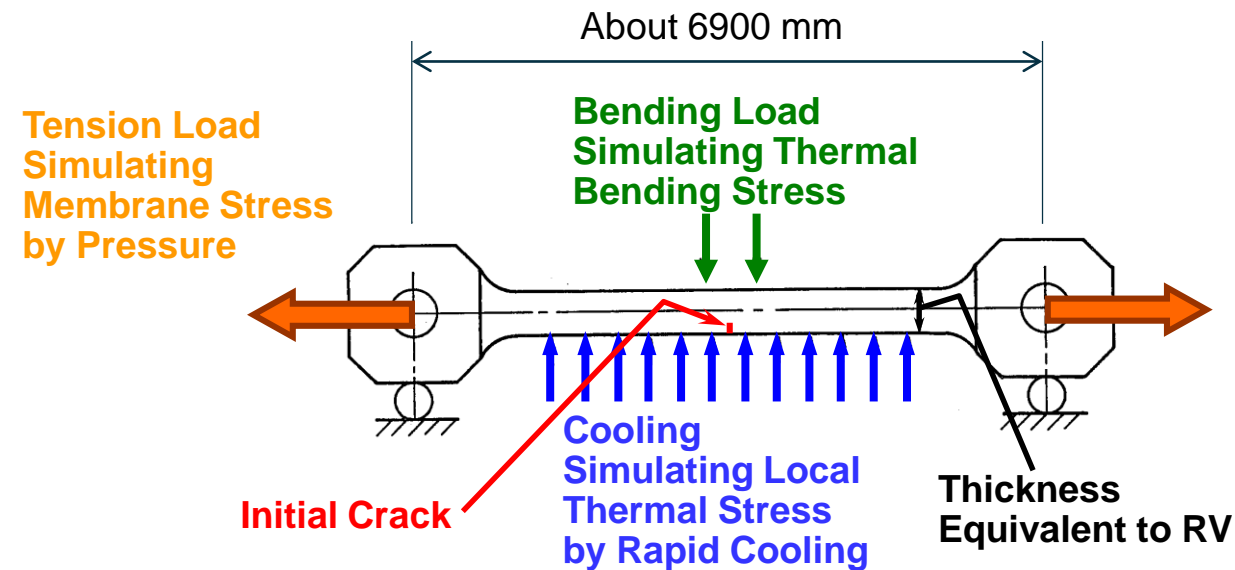 About 6900 mm
Tension Load
Simulating
Membrane Stress
by Pressure
Bending Load
Simulating Thermal
Bending Stress
Initial Crack
Cooling
Simulating Local
Thermal Stress
by Rapid Cooling
Thickness
Equivalent to RV